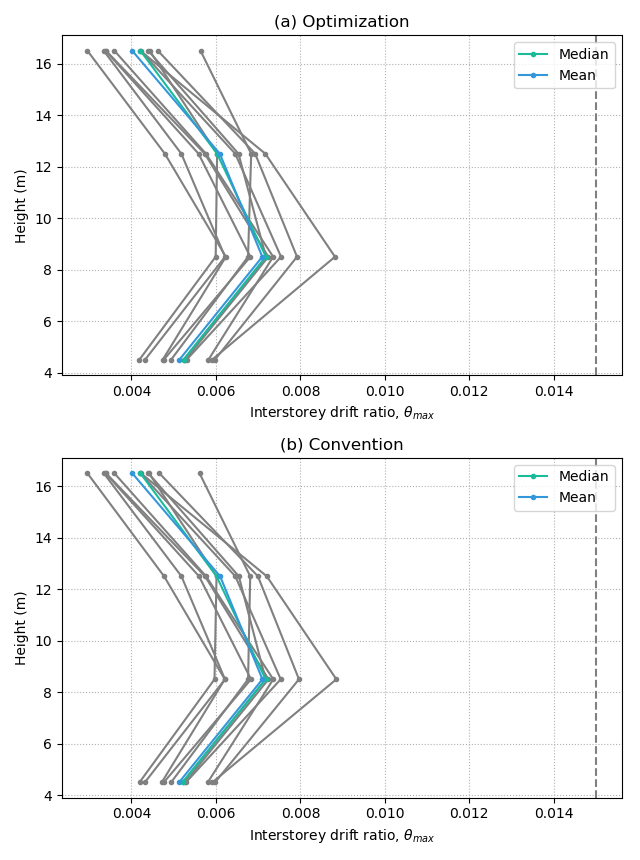 (a) Optimization
Median
Mean
16
14
12
10
8
6
4
Height (m)
0.004 0.006 0.008 0.010 0.012 0.014
Interstorey drift ratio, θmax
(b) Convention
Median
Mean
16
14
12
10
8
6
4
Height (m)
0.004 0.006 0.008 0.010 0.012 0.014
Interstorey drift ratio, θmax